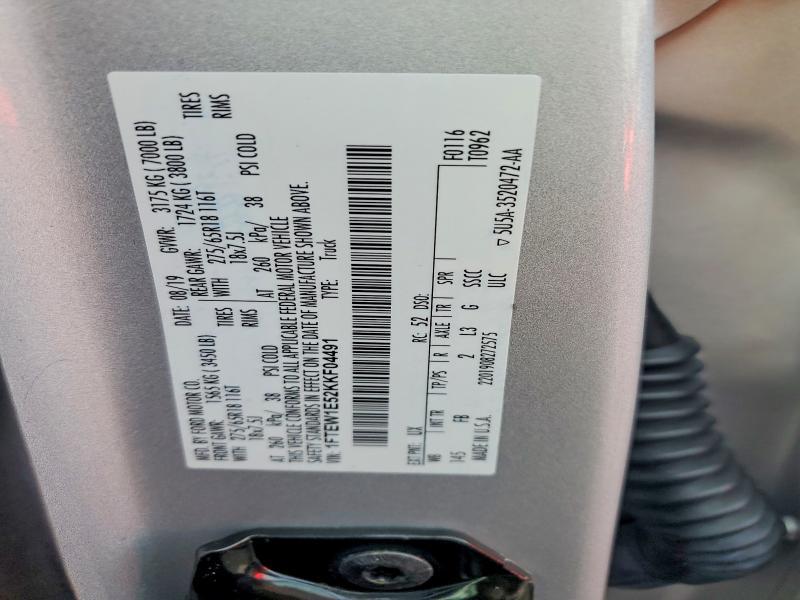 MFD. BY FORD MOTOR CO. DATE: 08/19 GVWR: 3175 KG ( 7000 LB)
FRONT GAWR: 1565 KG ( 3450 LB) REAR GAWR: 1724 KG ( 3800 LB)
WITH 275/65R18 116T TIRES WITH 275/65R18 116T TIRES
18x7.5J RIMS 18x7.5J RIMS
AT 260 kPa/ 38 PSI COLD AT 260 kPa/ 38 PSI COLD
THIS VEHICLE CONFORMS TO ALL APPLICABLE FEDERAL MOTOR VEHICLE
SAFETY STANDARDS IN EFFECT ON THE DATE OF MANUFACTURE SHOWN ABOVE.
VIN: 1FTEW1E52KKF04491 TYPE: Truck
F0116
T0962
EXT PNT: UX RC: 52 DSO:
WB INT TR TP/PS R AXLE TR SPR
145 FB 2 L3 G SSCC
MADE IN U.S.A. 2201908272575 ULC
▽ 5U5A-3520472-AA